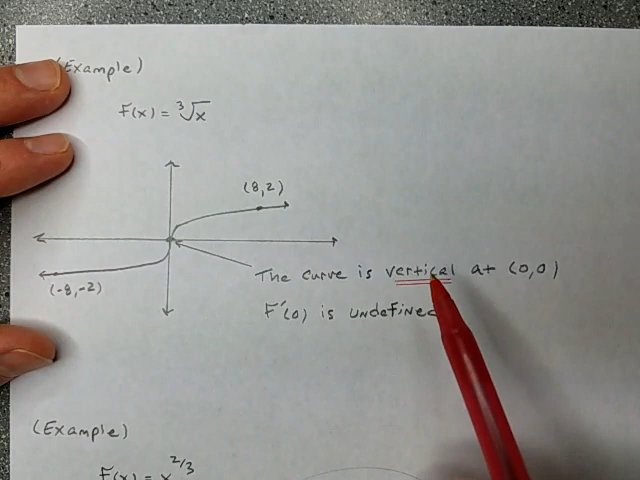 (Example)
F(x) = ∛x
(8,2)
The curve is vertical at (0,0)
(-8,-2)
F'(0) is undefined
(Example)
F(x) = x^2/3